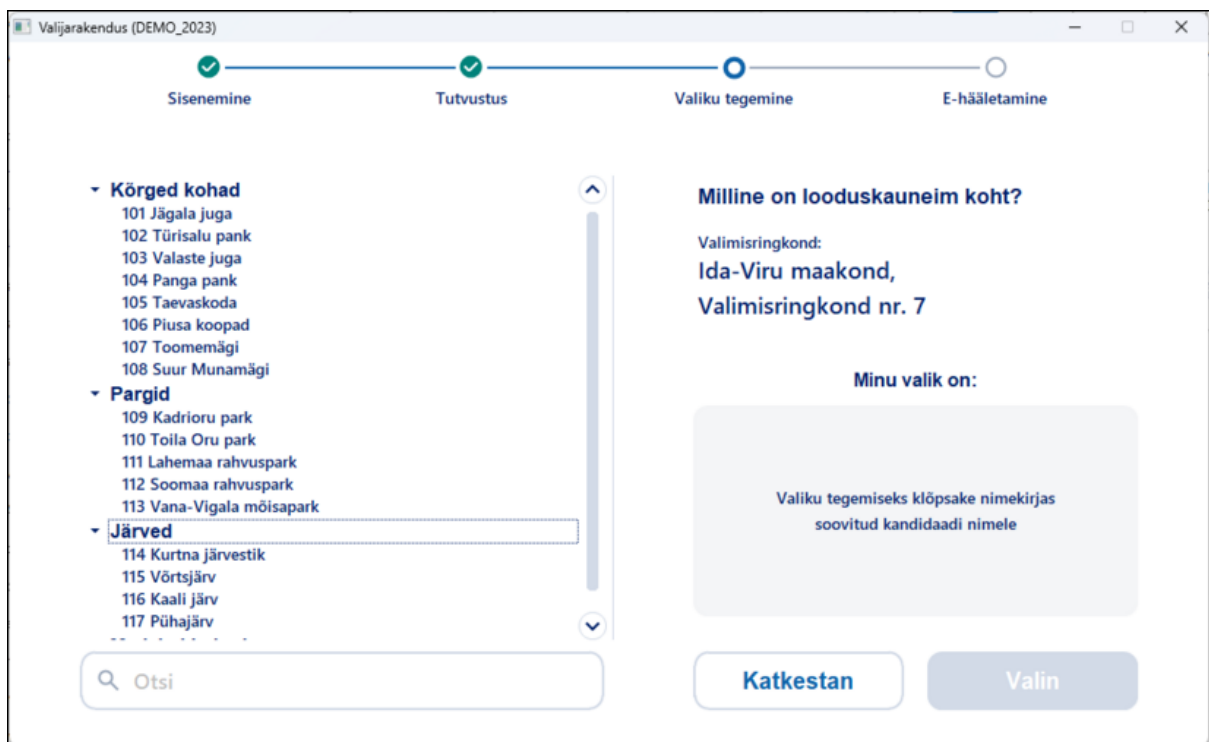 Valijarakendus (DEMO_2023)
Sisenemine
Tutvustus
Valiku tegemine
E-hääletamine
Kõrged kohad
101 Jägala juga
102 Türisalu pank
103 Valaste juga
104 Panga pank
105 Taevaskoda
106 Piusa koopad
107 Toomemägi
108 Suur Munamägi
Pargid
109 Kadrioru park
110 Toila Oru park
111 Lahemaa rahvuspark
112 Soomaa rahvuspark
113 Vana-Vigala mõisapark
Järved
114 Kurtna järvestik
115 Võrtsjärv
116 Kaali järv
117 Pühajärv
Otsi
Milline on looduskauneim koht?
Valimisringkond:
Ida-Viru maakond,
Valimisringkond nr. 7
Minu valik on:
Valiku tegemiseks klõpsake nimekirjas
soovitud kandidaadi nimele
Katkestan
Valin